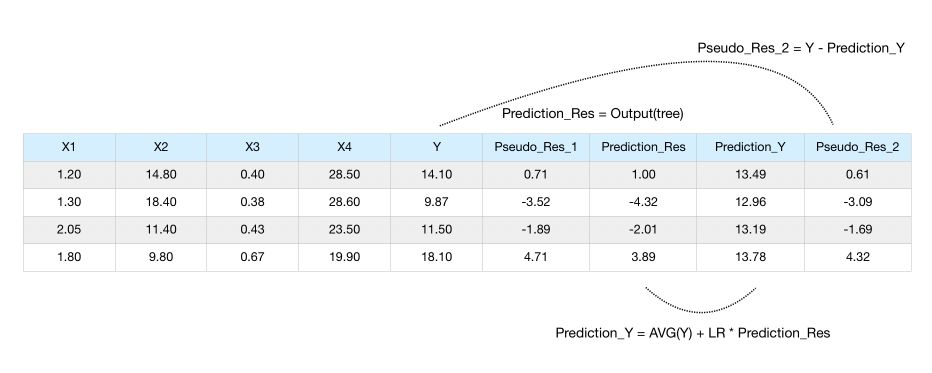 Pseudo_Res_2 = Y - Prediction_Y
Prediction_Res = Output(tree)
X1 X2 X3 X4 Y Pseudo_Res_1 Prediction_Res Prediction_Y Pseudo_Res_2
1.20 14.80 0.40 28.50 14.10 0.71 1.00 13.49 0.61
1.30 18.40 0.38 28.60 9.87 -3.52 -4.32 12.96 -3.09
2.05 11.40 0.43 23.50 11.50 -1.89 -2.01 13.19 -1.69
1.80 9.80 0.67 19.90 18.10 4.71 3.89 13.78 4.32
Prediction_Y = AVG(Y) + LR * Prediction_Res